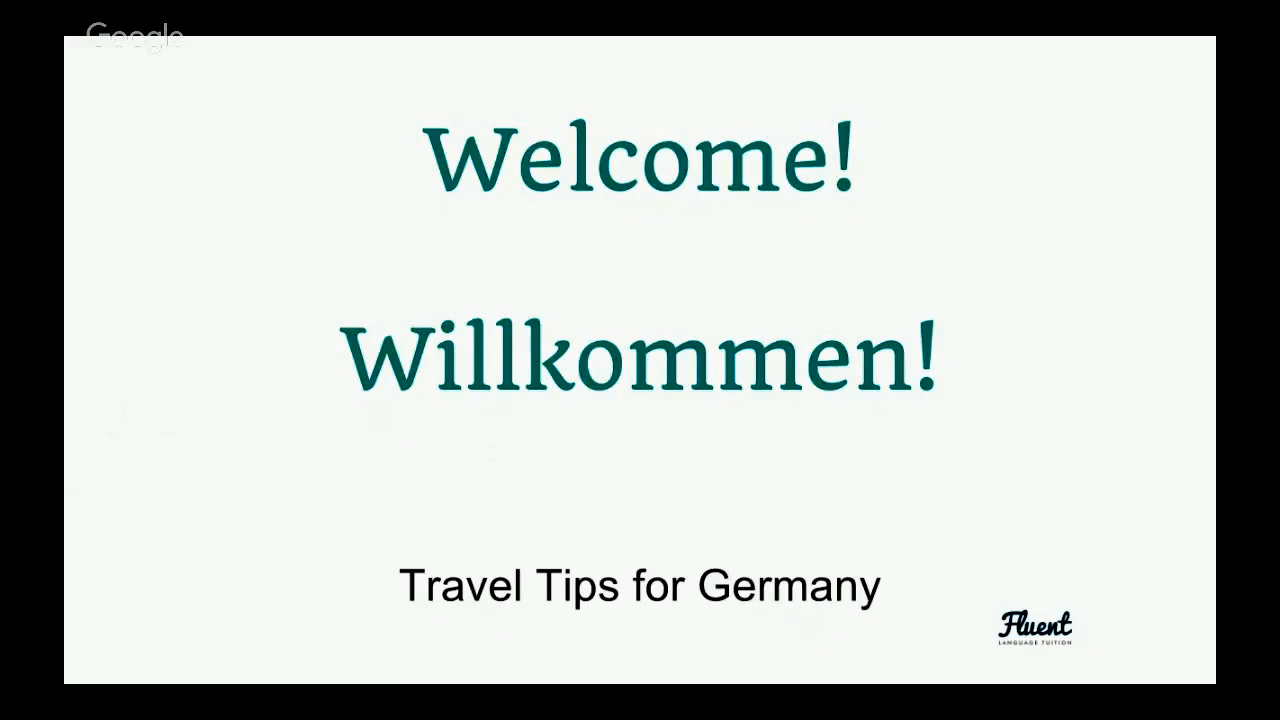 Google
Welcome!
Willkommen!
Travel Tips for Germany
Fluent
LANGUAGE TUITION